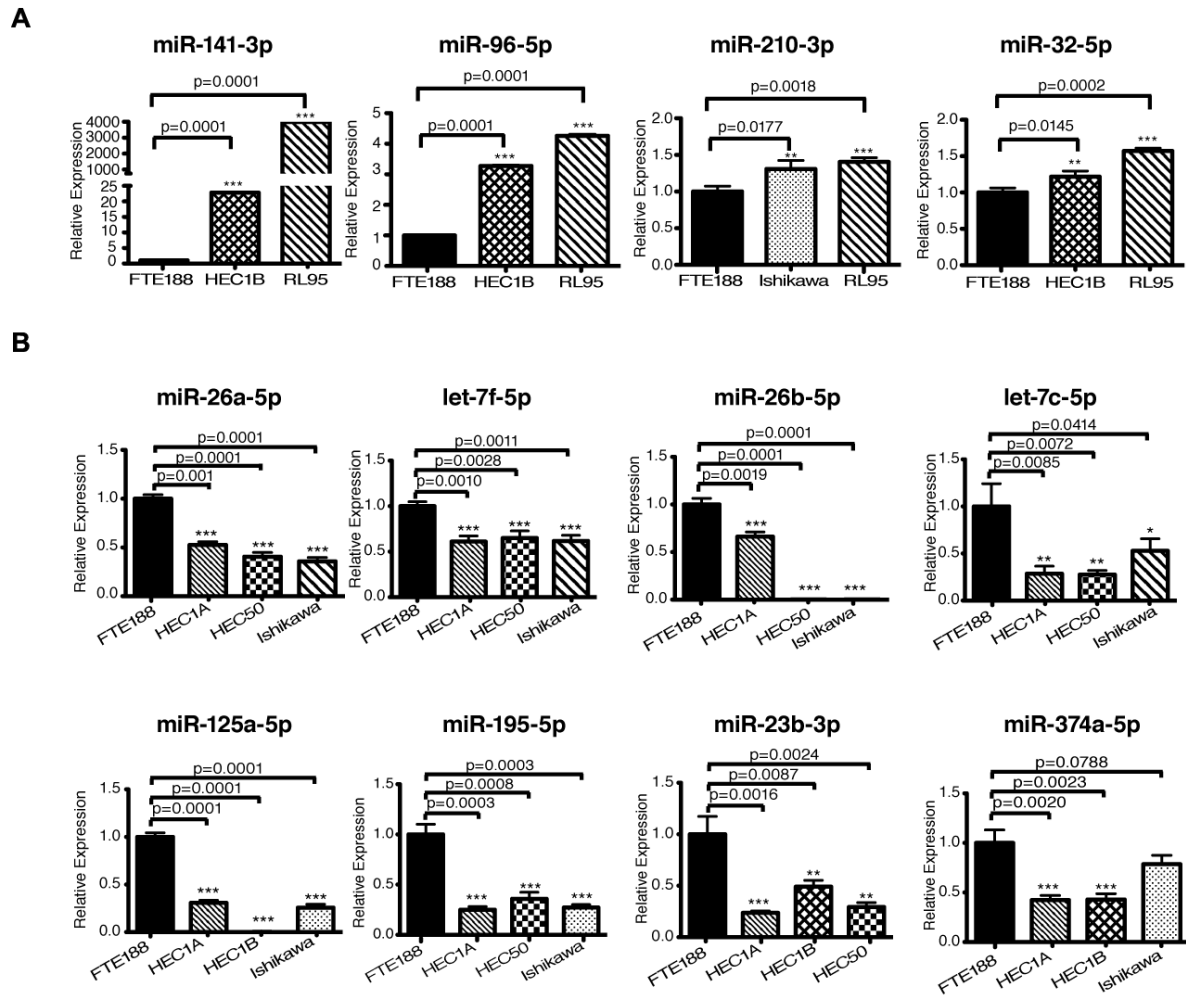 A
miR-141-3p
p=0.0001
p=0.0001
***
***
Relative Expression
4000
3000
2000
1000
25
20
15
10
5
0
FTE188 HEC1B RL95
miR-96-5p
p=0.0001
p=0.0001
***
***
Relative Expression
5
4
3
2
1
0
FTE188 HEC1B RL95
miR-210-3p
p=0.0018
p=0.0177
**
***
Relative Expression
2.0
1.5
1.0
0.5
0.0
FTE188 Ishikawa RL95
miR-32-5p
p=0.0002
p=0.0145
**
***
Relative Expression
2.0
1.5
1.0
0.5
0.0
FTE188 HEC1B RL95
B
miR-26a-5p
p=0.0001
p=0.0001
p=0.001
***
***
***
Relative Expression
1.5
1.0
0.5
0.0
FTE188 HEC1A HEC50 Ishikawa
let-7f-5p
p=0.0011
p=0.0028
p=0.0010
***
***
***
Relative Expression
1.5
1.0
0.5
0.0
FTE188 HEC1A HEC50 Ishikawa
miR-26b-5p
p=0.0001
p=0.0001
p=0.0019
***
***
***
Relative Expression
1.5
1.0
0.5
0.0
FTE188 HEC1A HEC50 Ishikawa
let-7c-5p
p=0.0414
p=0.0072
p=0.0085
**
**
*
Relative Expression
1.5
1.0
0.5
0.0
FTE188 HEC1A HEC50 Ishikawa
miR-125a-5p
p=0.0001
p=0.0001
p=0.0001
***
***
***
Relative Expression
1.5
1.0
0.5
0.0
FTE188 HEC1A HEC1B Ishikawa
miR-195-5p
p=0.0003
p=0.0008
p=0.0003
***
***
***
Relative Expression
1.5
1.0
0.5
0.0
FTE188 HEC1A HEC50 Ishikawa
miR-23b-3p
p=0.0024
p=0.0087
p=0.0016
***
**
**
Relative Expression
1.5
1.0
0.5
0.0
FTE188 HEC1A HEC1B HEC50
miR-374a-5p
p=0.0788
p=0.0023
p=0.0020
***
***
Relative Expression
1.5
1.0
0.5
0.0
FTE188 HEC1A HEC1B Ishikawa